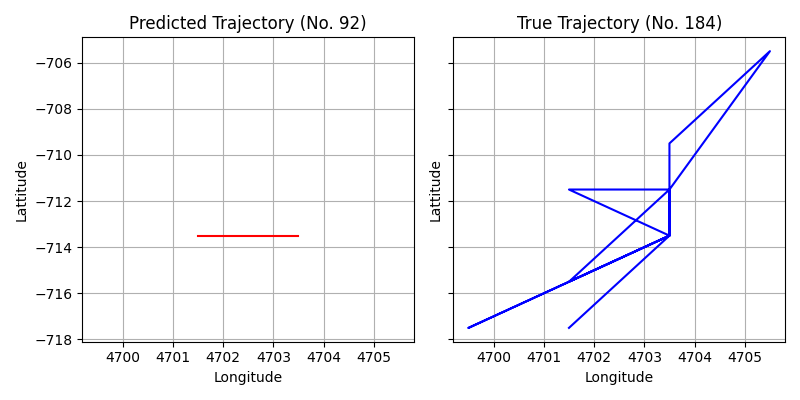 Predicted Trajectory (No. 92)
True Trajectory (No. 184)
−706
−708
−710
−712
−714
−716
−718
Lattitude
Lattitude
4700 4701 4702 4703 4704 4705
4700 4701 4702 4703 4704 4705
Longitude
Longitude